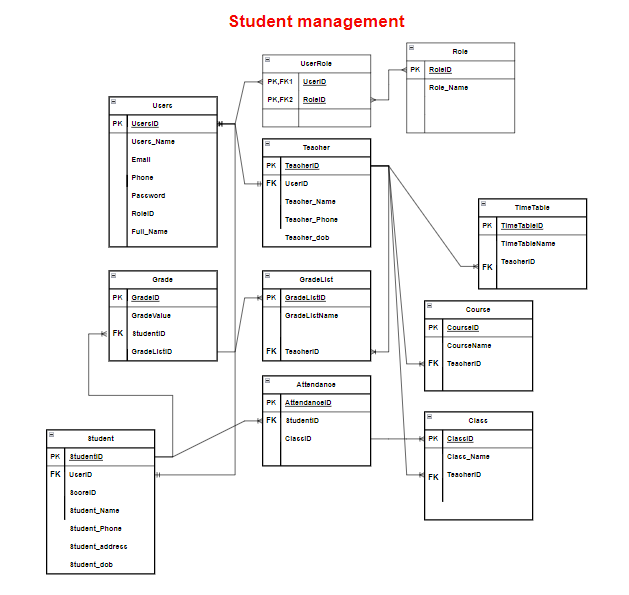 Student management
Role
PK RoleID
Role_Name
UserRole
PK,FK1 UserID
PK,FK2 RoleID
Users
PK UsersID
Users_Name
Email
Phone
Password
RoleID
Full_Name
Teacher
PK TeacherID
FK UserID
Teacher_Name
Teacher_Phone
Teacher_dob
TimeTable
PK TimeTableID
TimeTableName
TeacherID
FK
Grade
PK GradeID
GradeValue
FK StudentID
GradeListID
GradeList
PK GradeListID
GradeListName
FK TeacherID
Course
PK CourseID
CourseName
FK TeacherID
Attendance
PK AttendanceID
FK StudentID
ClassID
Class
PK ClassID
Class_Name
FK TeacherID
Student
PK StudentID
FK UserID
ScoreID
Student_Name
Student_Phone
Student_address
Student_dob